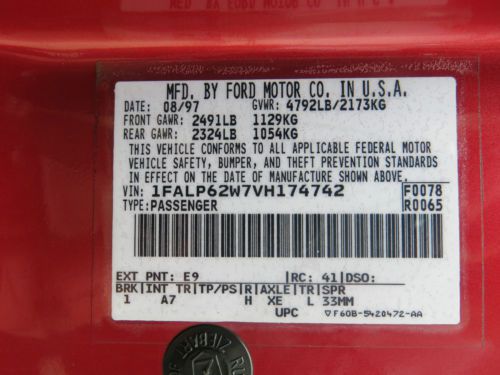 MFD. BY FORD MOTOR CO. IN U.S.A.
DATE: 08/97 GVWR: 4792LB/2173KG
FRONT GAWR: 2491LB 1129KG
REAR GAWR: 2324LB 1054KG
THIS VEHICLE CONFORMS TO ALL APPLICABLE FEDERAL MOTOR
VEHICLE SAFETY, BUMPER, AND THEFT PREVENTION STANDARDS
IN EFFECT ON THE DATE OF MANUFACTURE SHOWN ABOVE.
VIN: 1FALP62W7VH174742 F0078
TYPE: PASSENGER R0065
EXT PNT: E9 |RC: 41|DSO:
BRK|INT TR|TP/PS|R|AXLE|TR|SPR
1 A7 H XE L 33MM
UPC ▽F60B-5420472-AA
ZIEBART